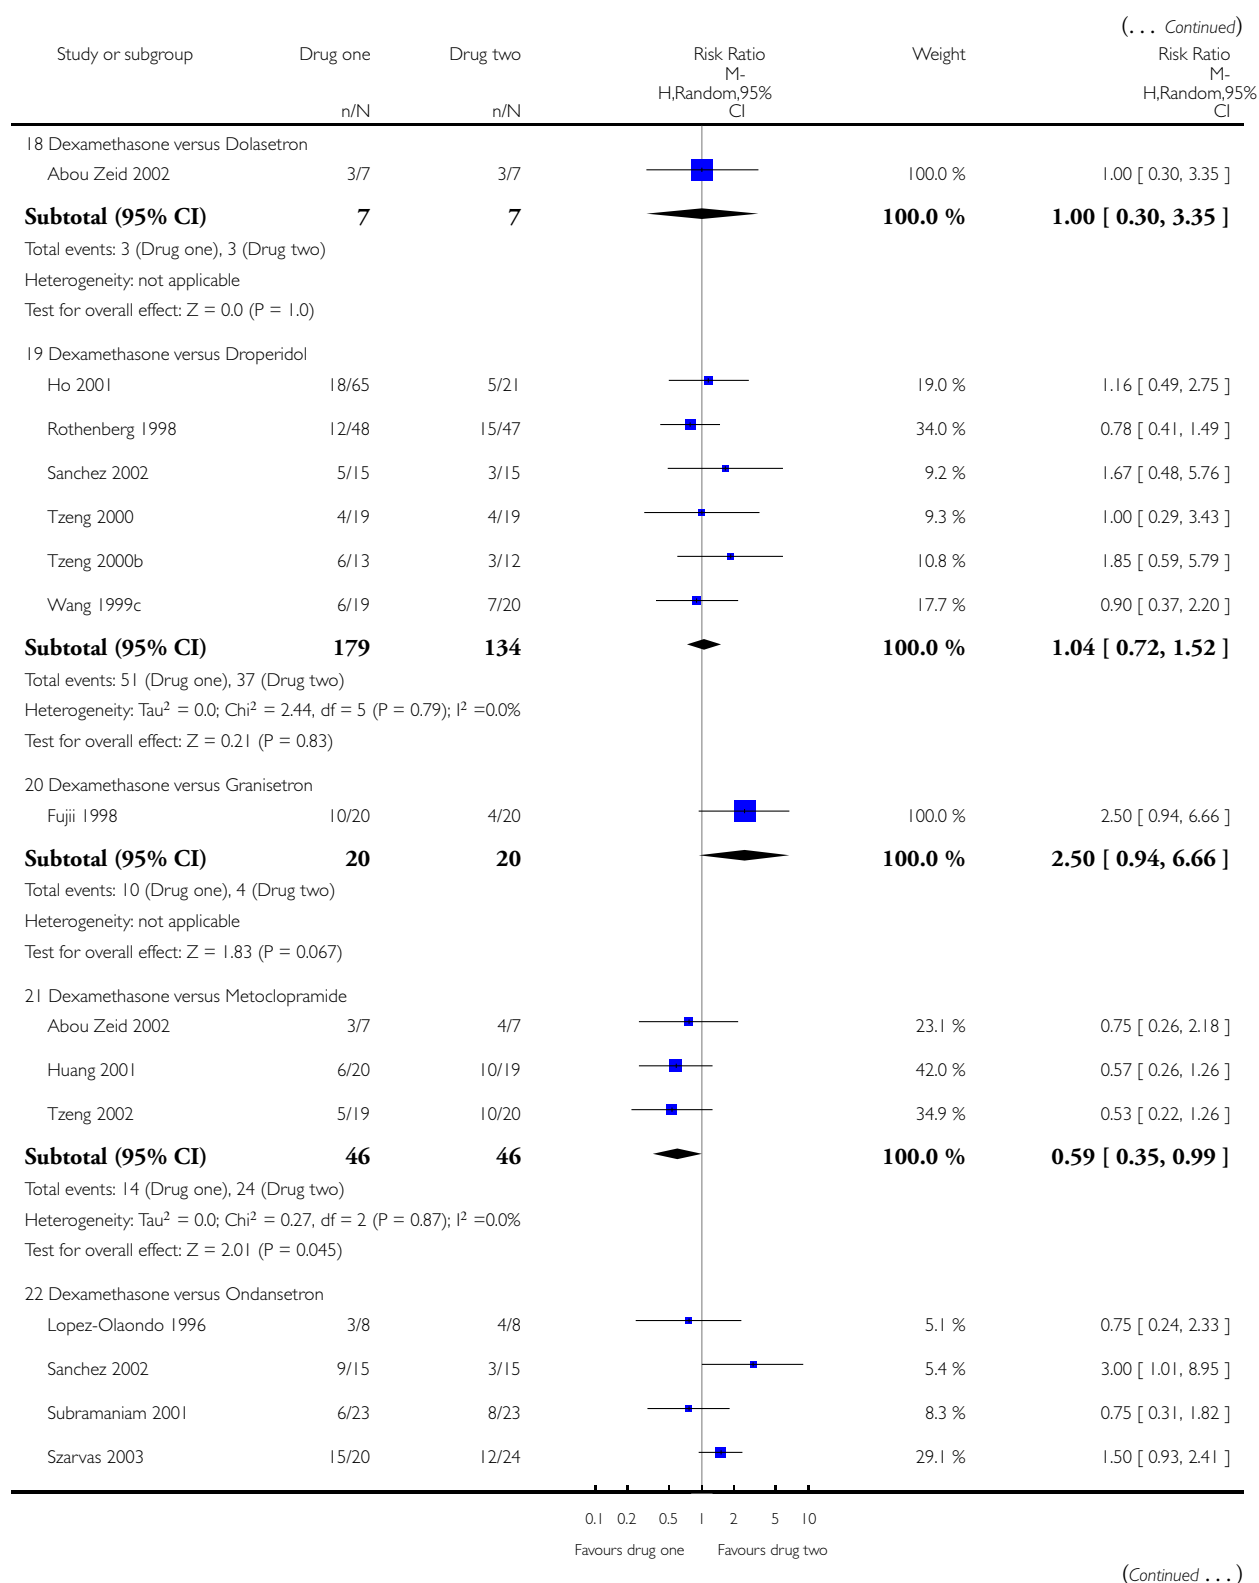 (... Continued)
Study or subgroup Drug one Drug two Risk Ratio Weight Risk Ratio
n/N n/N M-H,Random,95% CI M-H,Random,95% CI
18 Dexamethasone versus Dolasetron
Abou Zeid 2002 3/7 3/7 100.0 % 1.00 [ 0.30, 3.35 ]
Subtotal (95% CI) 7 7 100.0 % 1.00 [ 0.30, 3.35 ]
Total events: 3 (Drug one), 3 (Drug two)
Heterogeneity: not applicable
Test for overall effect: Z = 0.0 (P = 1.0)
19 Dexamethasone versus Droperidol
Ho 2001 18/65 5/21 19.0 % 1.16 [ 0.49, 2.75 ]
Rothenberg 1998 12/48 15/47 34.0 % 0.78 [ 0.41, 1.49 ]
Sanchez 2002 5/15 3/15 9.2 % 1.67 [ 0.48, 5.76 ]
Tzeng 2000 4/19 4/19 9.3 % 1.00 [ 0.29, 3.43 ]
Tzeng 2000b 6/13 3/12 10.8 % 1.85 [ 0.59, 5.79 ]
Wang 1999c 6/19 7/20 17.7 % 0.90 [ 0.37, 2.20 ]
Subtotal (95% CI) 179 134 100.0 % 1.04 [ 0.72, 1.52 ]
Total events: 51 (Drug one), 37 (Drug two)
Heterogeneity: Tau² = 0.0; Chi² = 2.44, df = 5 (P = 0.79); I² =0.0%
Test for overall effect: Z = 0.21 (P = 0.83)
20 Dexamethasone versus Granisetron
Fujii 1998 10/20 4/20 100.0 % 2.50 [ 0.94, 6.66 ]
Subtotal (95% CI) 20 20 100.0 % 2.50 [ 0.94, 6.66 ]
Total events: 10 (Drug one), 4 (Drug two)
Heterogeneity: not applicable
Test for overall effect: Z = 1.83 (P = 0.067)
21 Dexamethasone versus Metoclopramide
Abou Zeid 2002 3/7 4/7 23.1 % 0.75 [ 0.26, 2.18 ]
Huang 2001 6/20 10/19 42.0 % 0.57 [ 0.26, 1.26 ]
Tzeng 2002 5/19 10/20 34.9 % 0.53 [ 0.22, 1.26 ]
Subtotal (95% CI) 46 46 100.0 % 0.59 [ 0.35, 0.99 ]
Total events: 14 (Drug one), 24 (Drug two)
Heterogeneity: Tau² = 0.0; Chi² = 0.27, df = 2 (P = 0.87); I² =0.0%
Test for overall effect: Z = 2.01 (P = 0.045)
22 Dexamethasone versus Ondansetron
Lopez-Olaondo 1996 3/8 4/8 5.1 % 0.75 [ 0.24, 2.33 ]
Sanchez 2002 9/15 3/15 5.4 % 3.00 [ 1.01, 8.95 ]
Subramaniam 2001 6/23 8/23 8.3 % 0.75 [ 0.31, 1.82 ]
Szarvas 2003 15/20 12/24 29.1 % 1.50 [ 0.93, 2.41 ]
0.1 0.2 0.5 1 2 5 10
Favours drug one Favours drug two
(Continued ...)